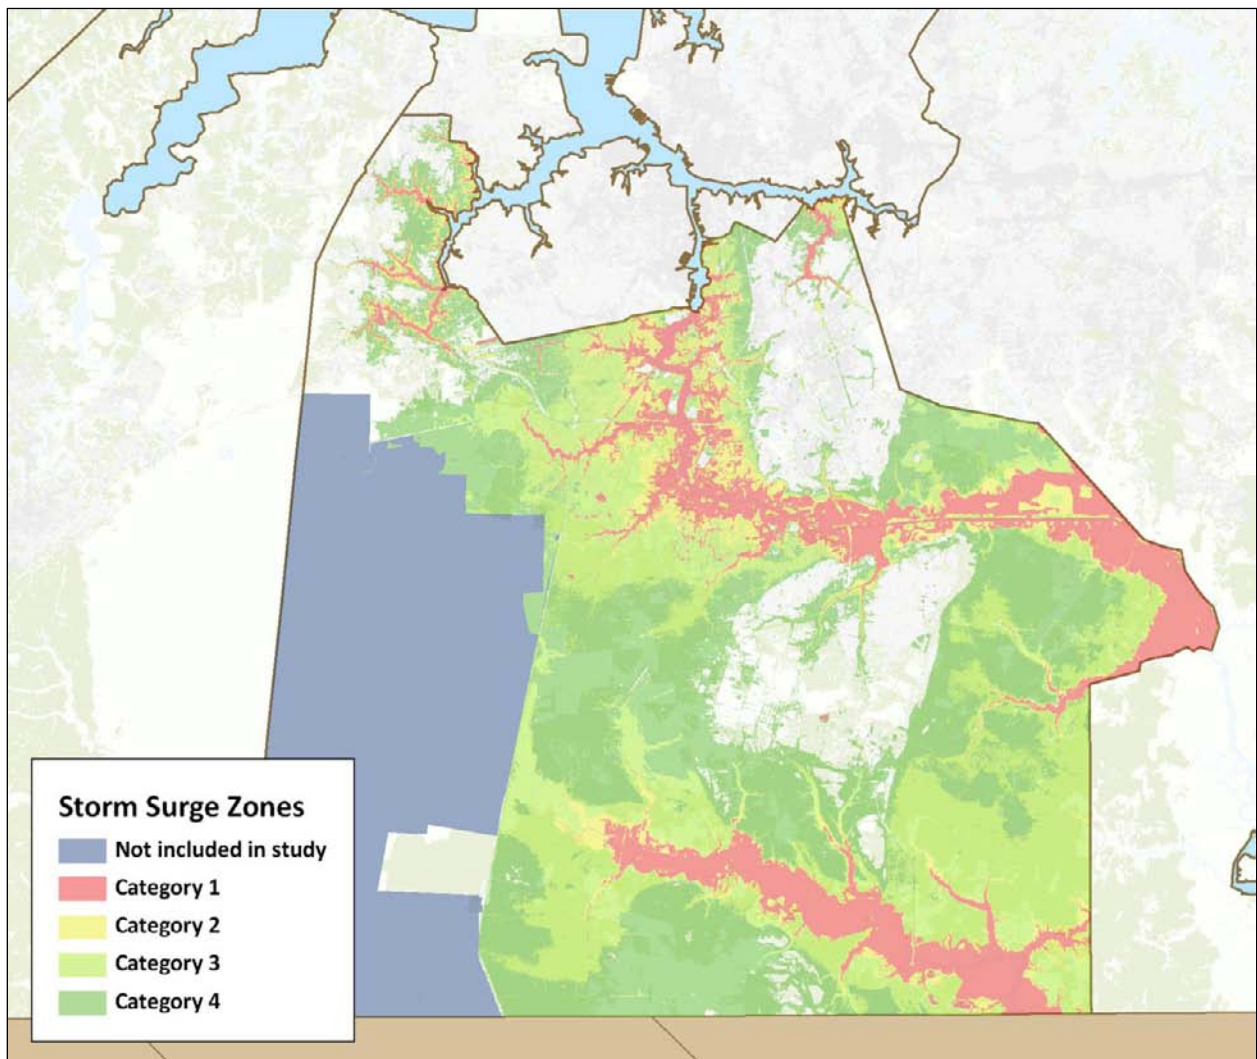 Storm Surge Zones
Not included in study
Category 1
Category 2
Category 3
Category 4